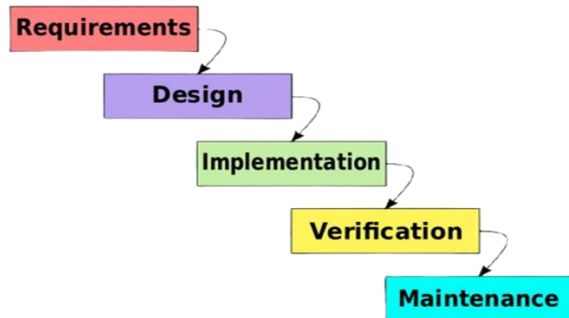 Requirements
Design
Implementation
Verification
Maintenance